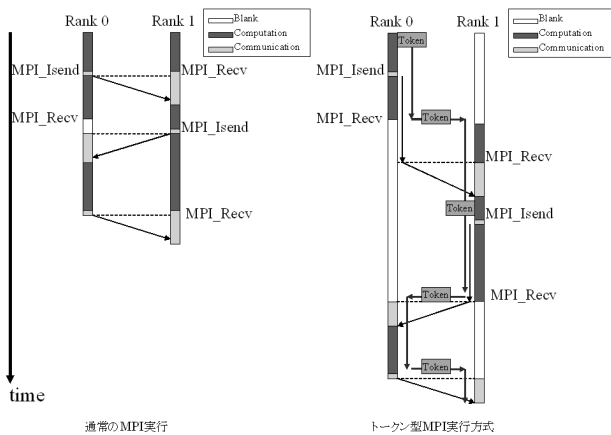 Rank 0
Rank 1
Blank
Computation
Communication
MPI_Isend
MPI_Recv
MPI_Recv
MPI_Isend
MPI_Recv
time
通常のMPI実行
Rank 0
Rank 1
Blank
Computation
Communication
Token
MPI_Isend
MPI_Recv
Token
MPI_Recv
Token
MPI_Isend
Token
MPI_Recv
Token
トークン型MPI実行方式